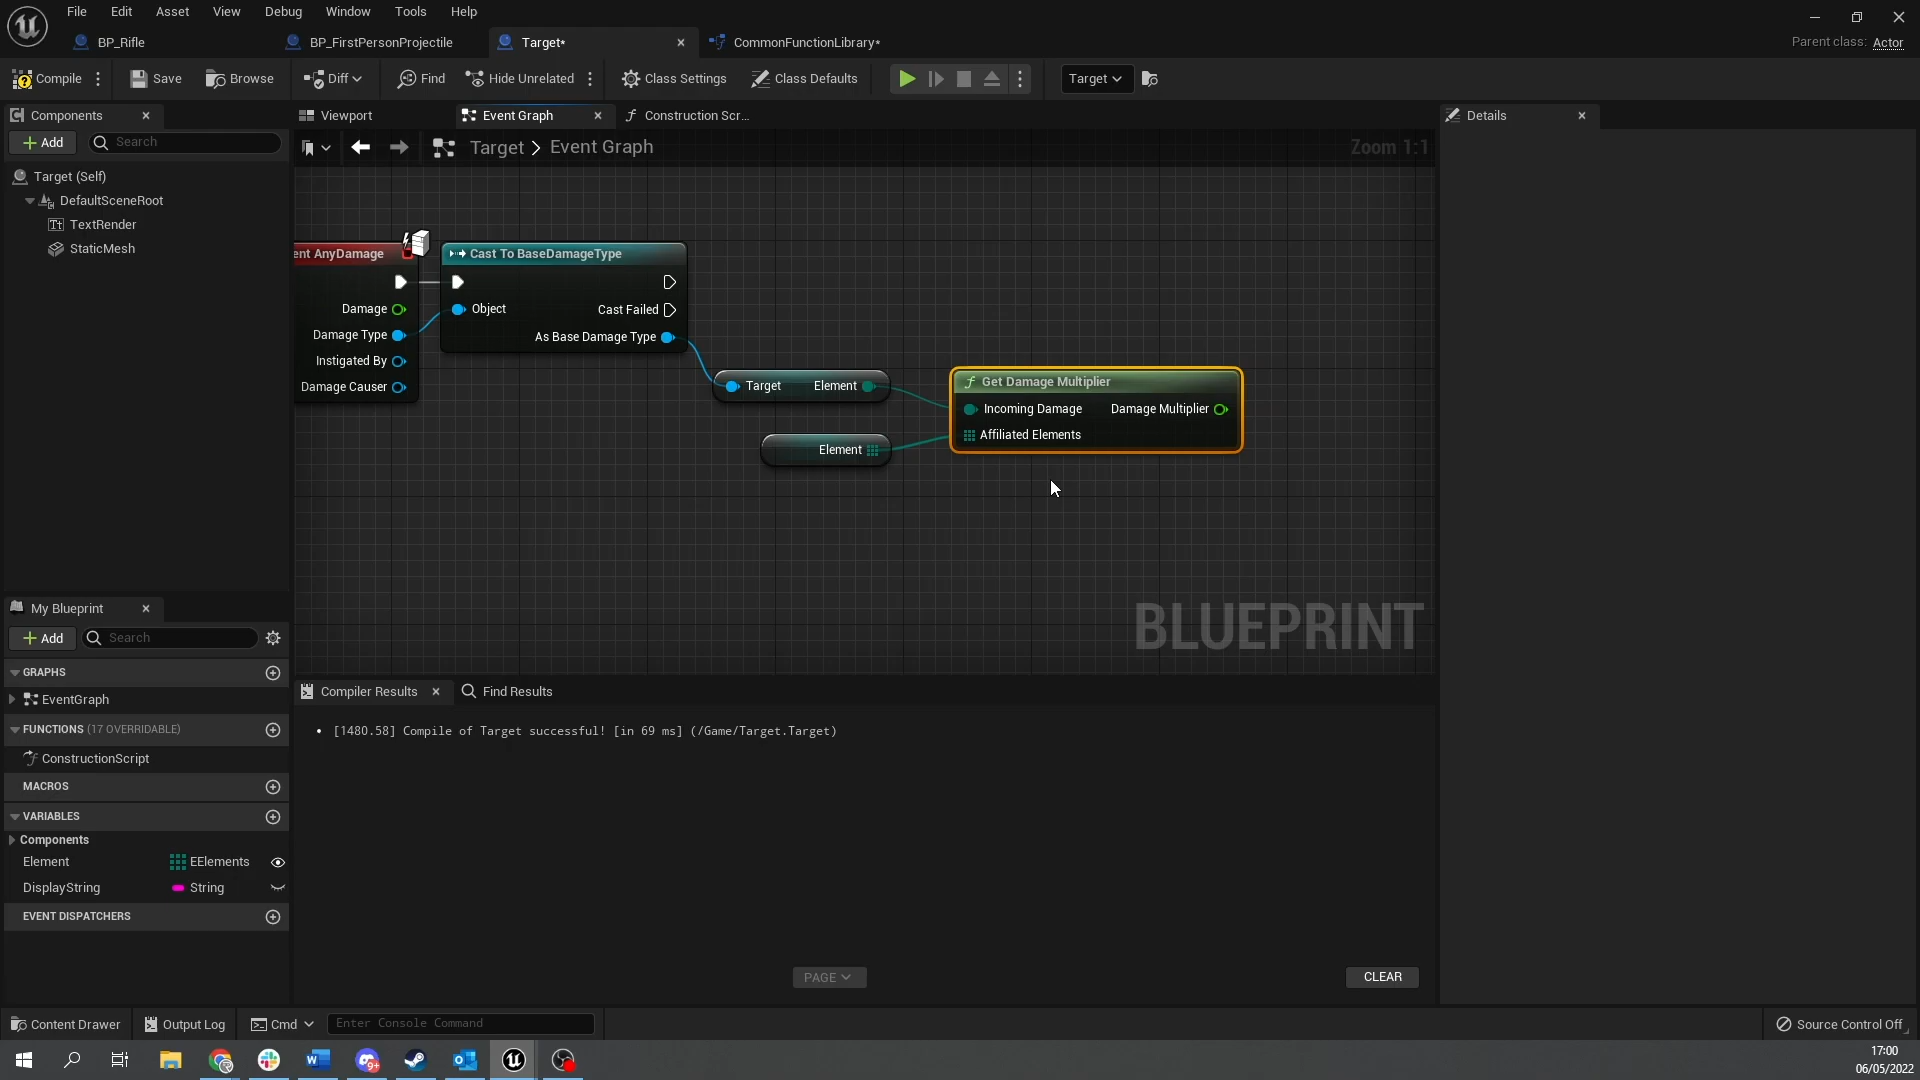 File Edit Asset View Debug Window Tools Help
BP_Rifle BP_FirstPersonProjectile Target* CommonFunctionLibrary* Parent class: Actor
Compile Save Browse Diff Find Hide Unrelated Class Settings Class Defaults Target
Components Viewport Event Graph Construction Scr... Details
Add Search Target > Event Graph Zoom 1:1
Target (Self)
DefaultSceneRoot
TextRender
StaticMesh
ent AnyDamage
Damage
Damage Type
Instigated By
Damage Causer
Cast To BaseDamageType
Object Cast Failed
As Base Damage Type
Target Element
Element
Get Damage Multiplier
Incoming Damage Damage Multiplier
Affiliated Elements
BLUEPRINT
My Blueprint
Add Search
GRAPHS
EventGraph
FUNCTIONS (17 OVERRIDABLE)
ConstructionScript
MACROS
VARIABLES
Components
Element EElements
DisplayString String
EVENT DISPATCHERS
Compiler Results Find Results
[1480.58] Compile of Target successful! [in 69 ms] (/Game/Target.Target)
PAGE CLEAR
Content Drawer Output Log Cmd Enter Console Command Source Control Off
17:00
06/05/2022